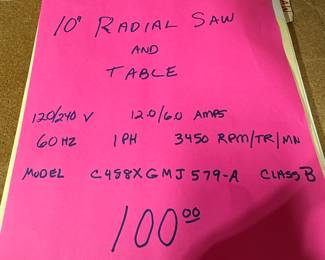 10" RADIAL SAW
AND
TABLE
120/240 V 12.0/6.0 AMPS
60 HZ 1 PH 3450 RPM/TR/MN
MODEL C458XGMJ579-A CLASS B
100.00